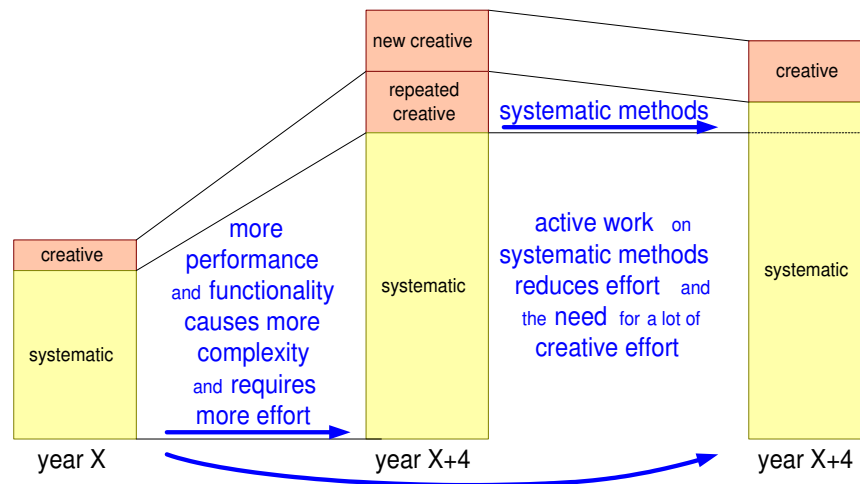 new creative
repeated
creative
creative
systematic methods
creative
more
performance
and functionality
causes more
complexity
and requires
more effort
active work on
systematic methods
reduces effort and
the need for a lot of
creative effort
systematic
systematic
systematic
year X
year X+4
year X+4